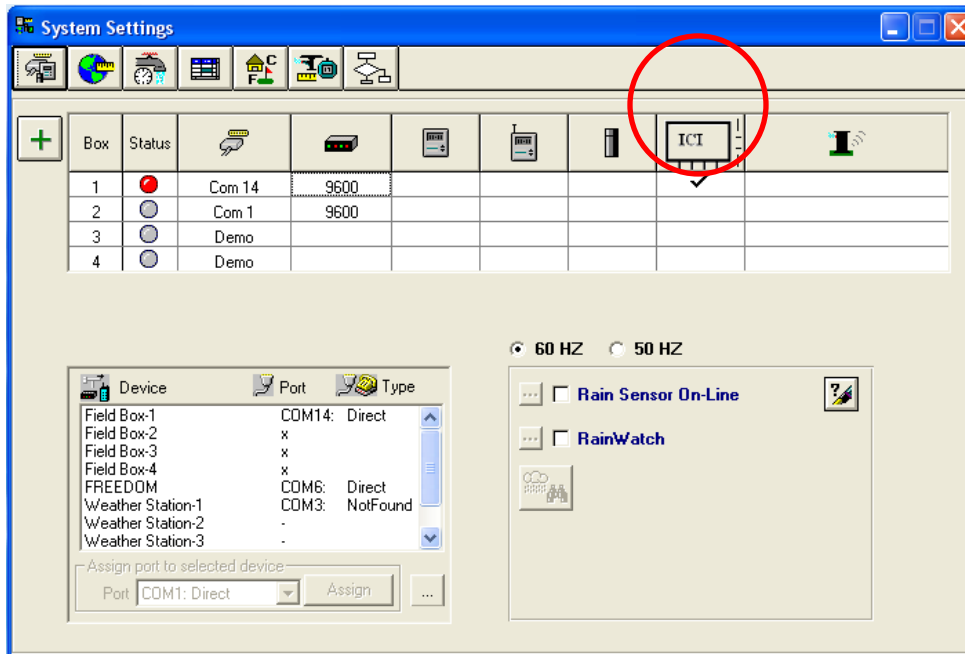 System Settings
Box Status ICI
1 Com 14 9600
2 Com 1 9600
3 Demo
4 Demo
60 HZ 50 HZ
Device Port Type
Field Box-1 COM14: Direct
Field Box-2 x
Field Box-3 x
Field Box-4 x
FREEDOM COM6: Direct
Weather Station-1 COM3: NotFound
Weather Station-2 -
Weather Station-3 -
Assign port to selected device
Port COM1: Direct Assign ...
... Rain Sensor On-Line
... RainWatch